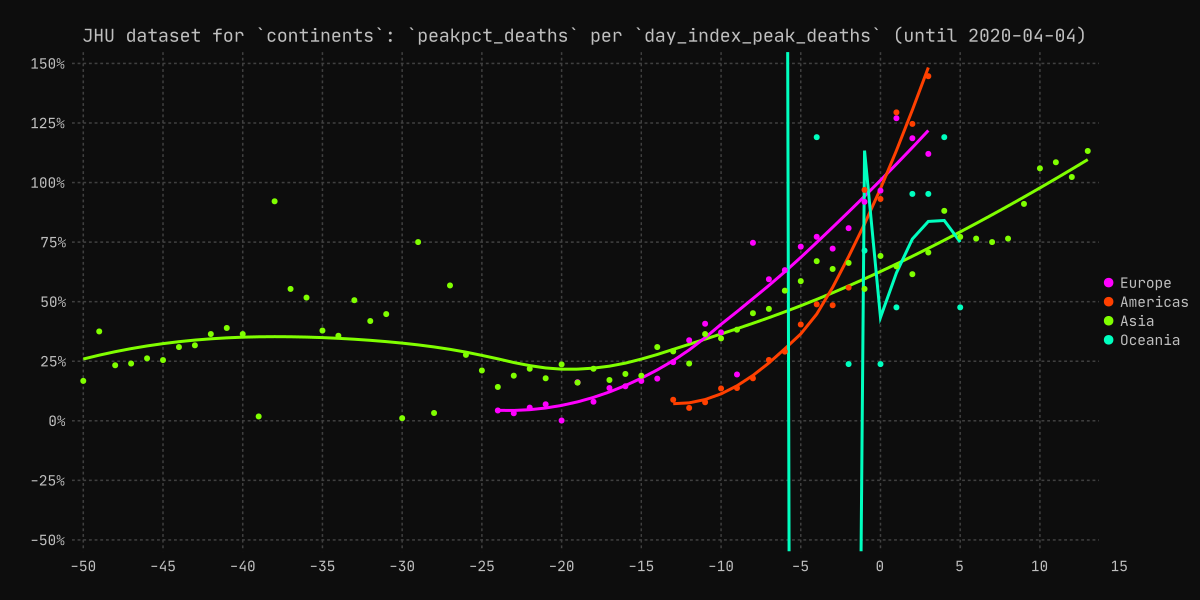 JHU dataset for `continents`: `peakpct_deaths` per `day_index_peak_deaths` (until 2020-04-04)
150%
125%
100%
75%
50%
25%
0%
-25%
-50%
-50 -45 -40 -35 -30 -25 -20 -15 -10 -5 0 5 10 15
Europe
Americas
Asia
Oceania